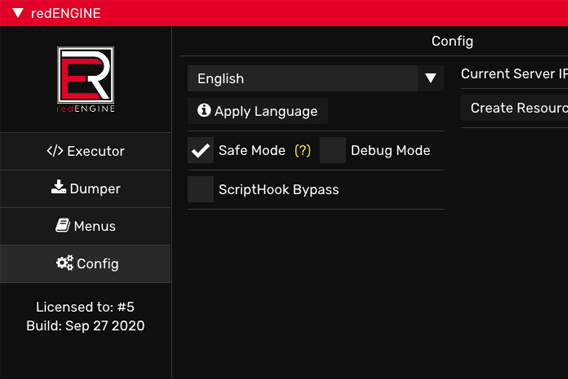 redENGINE
Config
ER
redENGINE
English
Current Server IP
Apply Language
Create Resourc
</> Executor
Safe Mode (?) Debug Mode
Dumper
ScriptHook Bypass
Menus
Config
Licensed to: #5
Build: Sep 27 2020